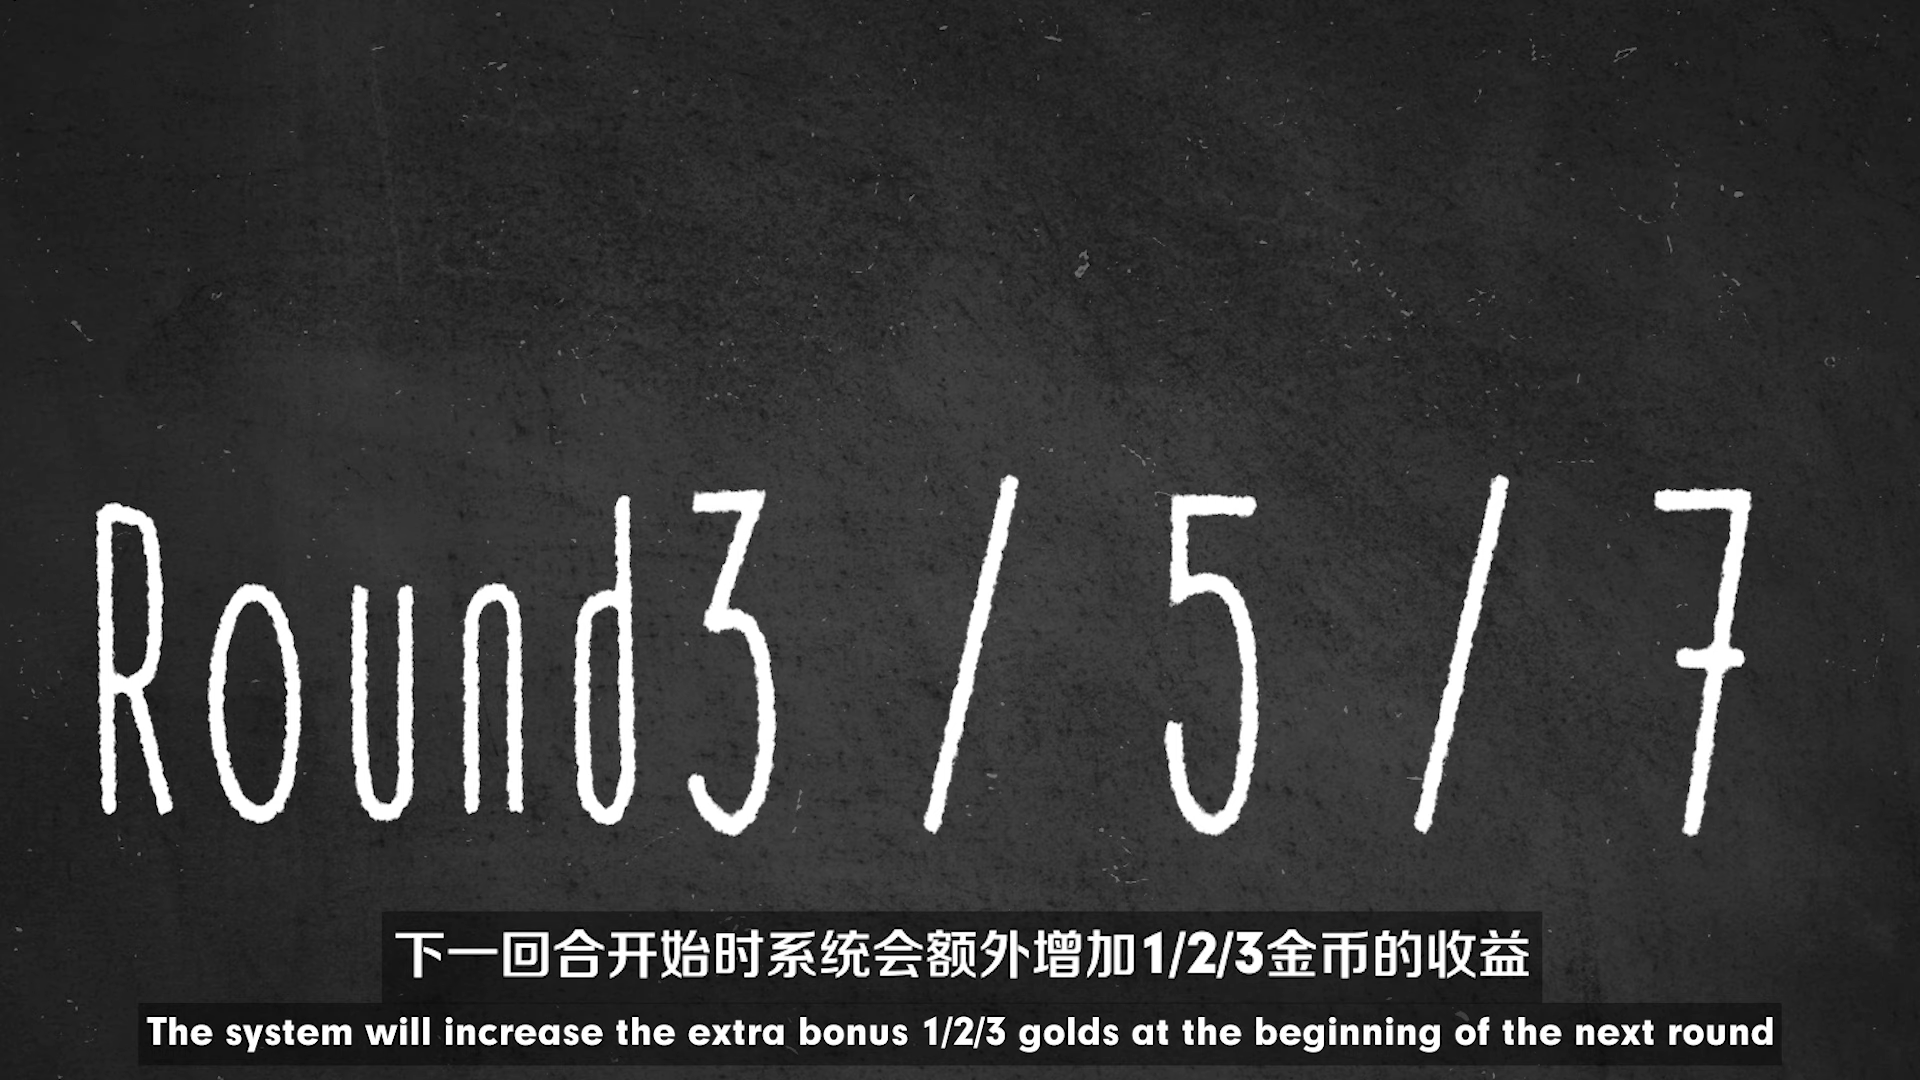 Round3 / 5 / 7
下一回合开始时系统会额外增加1/2/3金币的收益
The system will increase the extra bonus 1/2/3 golds at the beginning of the next round